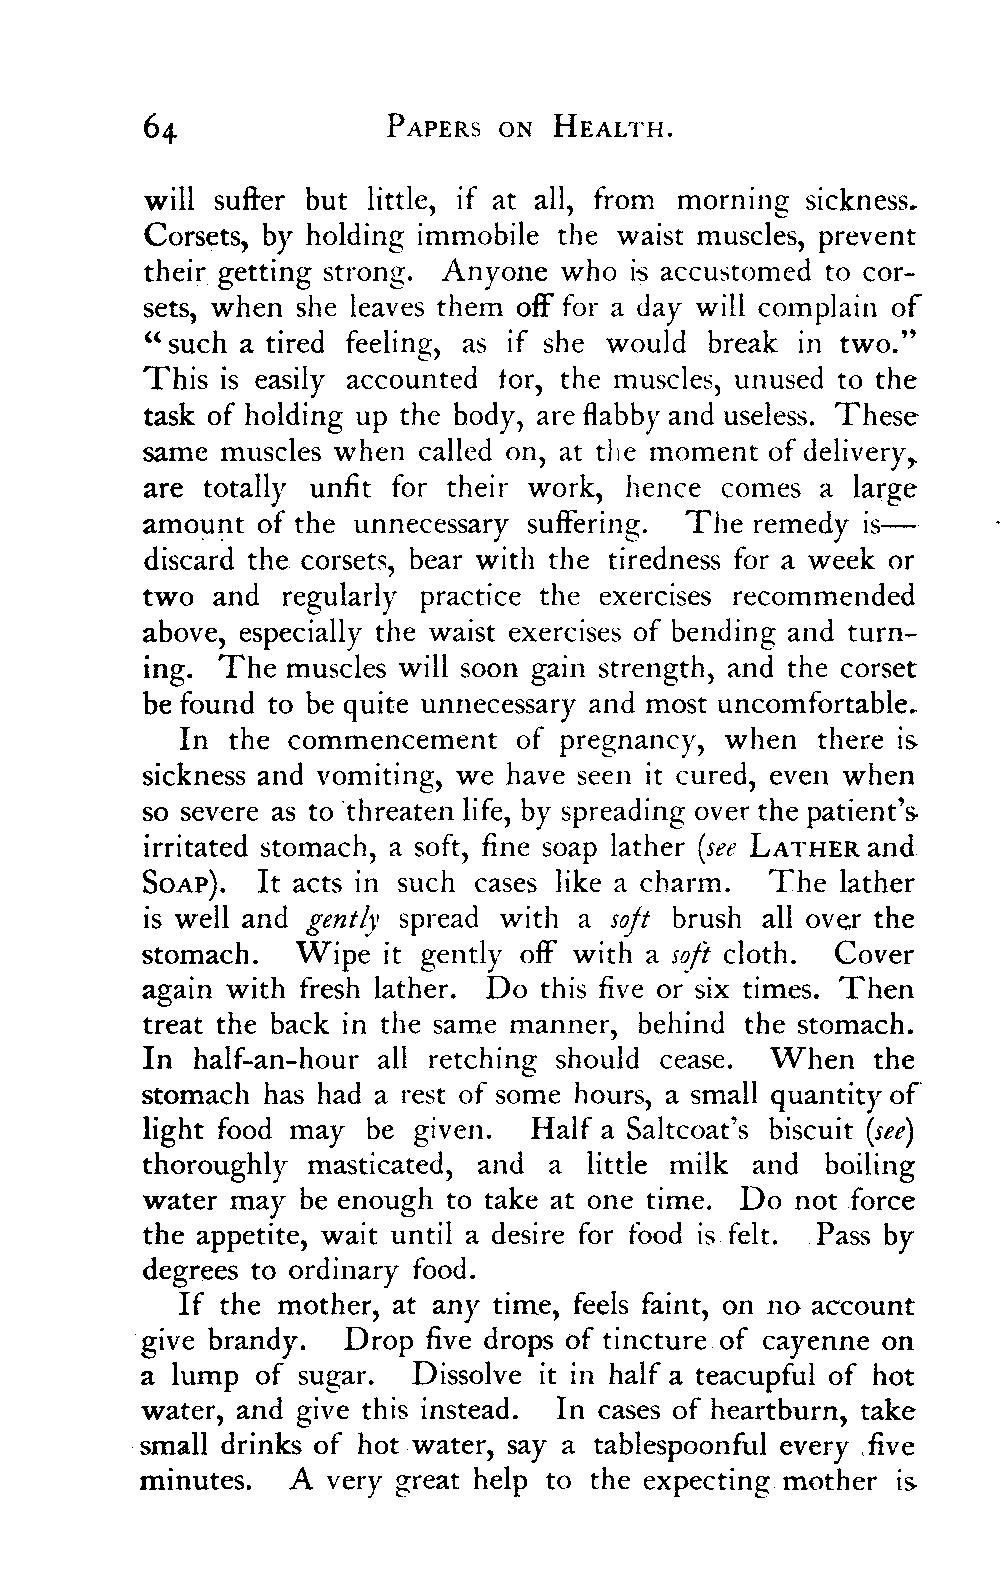 64 PAPERS ON HEALTH.
will suffer but little, if at all, from morning sickness.
Corsets, by holding immobile the waist muscles, prevent
their getting strong. Anyone who is accustomed to cor-
sets, when she leaves them off for a day will complain of
“such a tired feeling, as if she would break in two.”
This is easily accounted for, the muscles, unused to the
task of holding up the body, are flabby and useless. These
same muscles when called on, at the moment of delivery,
are totally unfit for their work, hence comes a large
amount of the unnecessary suffering. The remedy is—
discard the corsets, bear with the tiredness for a week or
two and regularly practice the exercises recommended
above, especially the waist exercises of bending and turn-
ing. The muscles will soon gain strength, and the corset
be found to be quite unnecessary and most uncomfortable.
In the commencement of pregnancy, when there is
sickness and vomiting, we have seen it cured, even when
so severe as to threaten life, by spreading over the patient’s
irritated stomach, a soft, fine soap lather (see LATHER and
SOAP). It acts in such cases like a charm. The lather
is well and gently spread with a soft brush all over the
stomach. Wipe it gently off with a soft cloth. Cover
again with fresh lather. Do this five or six times. Then
treat the back in the same manner, behind the stomach.
In half-an-hour all retching should cease. When the
stomach has had a rest of some hours, a small quantity of
light food may be given. Half a Saltcoat’s biscuit (see)
thoroughly masticated, and a little milk and boiling
water may be enough to take at one time. Do not force
the appetite, wait until a desire for food is felt. Pass by
degrees to ordinary food.
If the mother, at any time, feels faint, on no account
give brandy. Drop five drops of tincture of cayenne on
a lump of sugar. Dissolve it in half a teacupful of hot
water, and give this instead. In cases of heartburn, take
small drinks of hot water, say a tablespoonful every five
minutes. A very great help to the expecting mother is